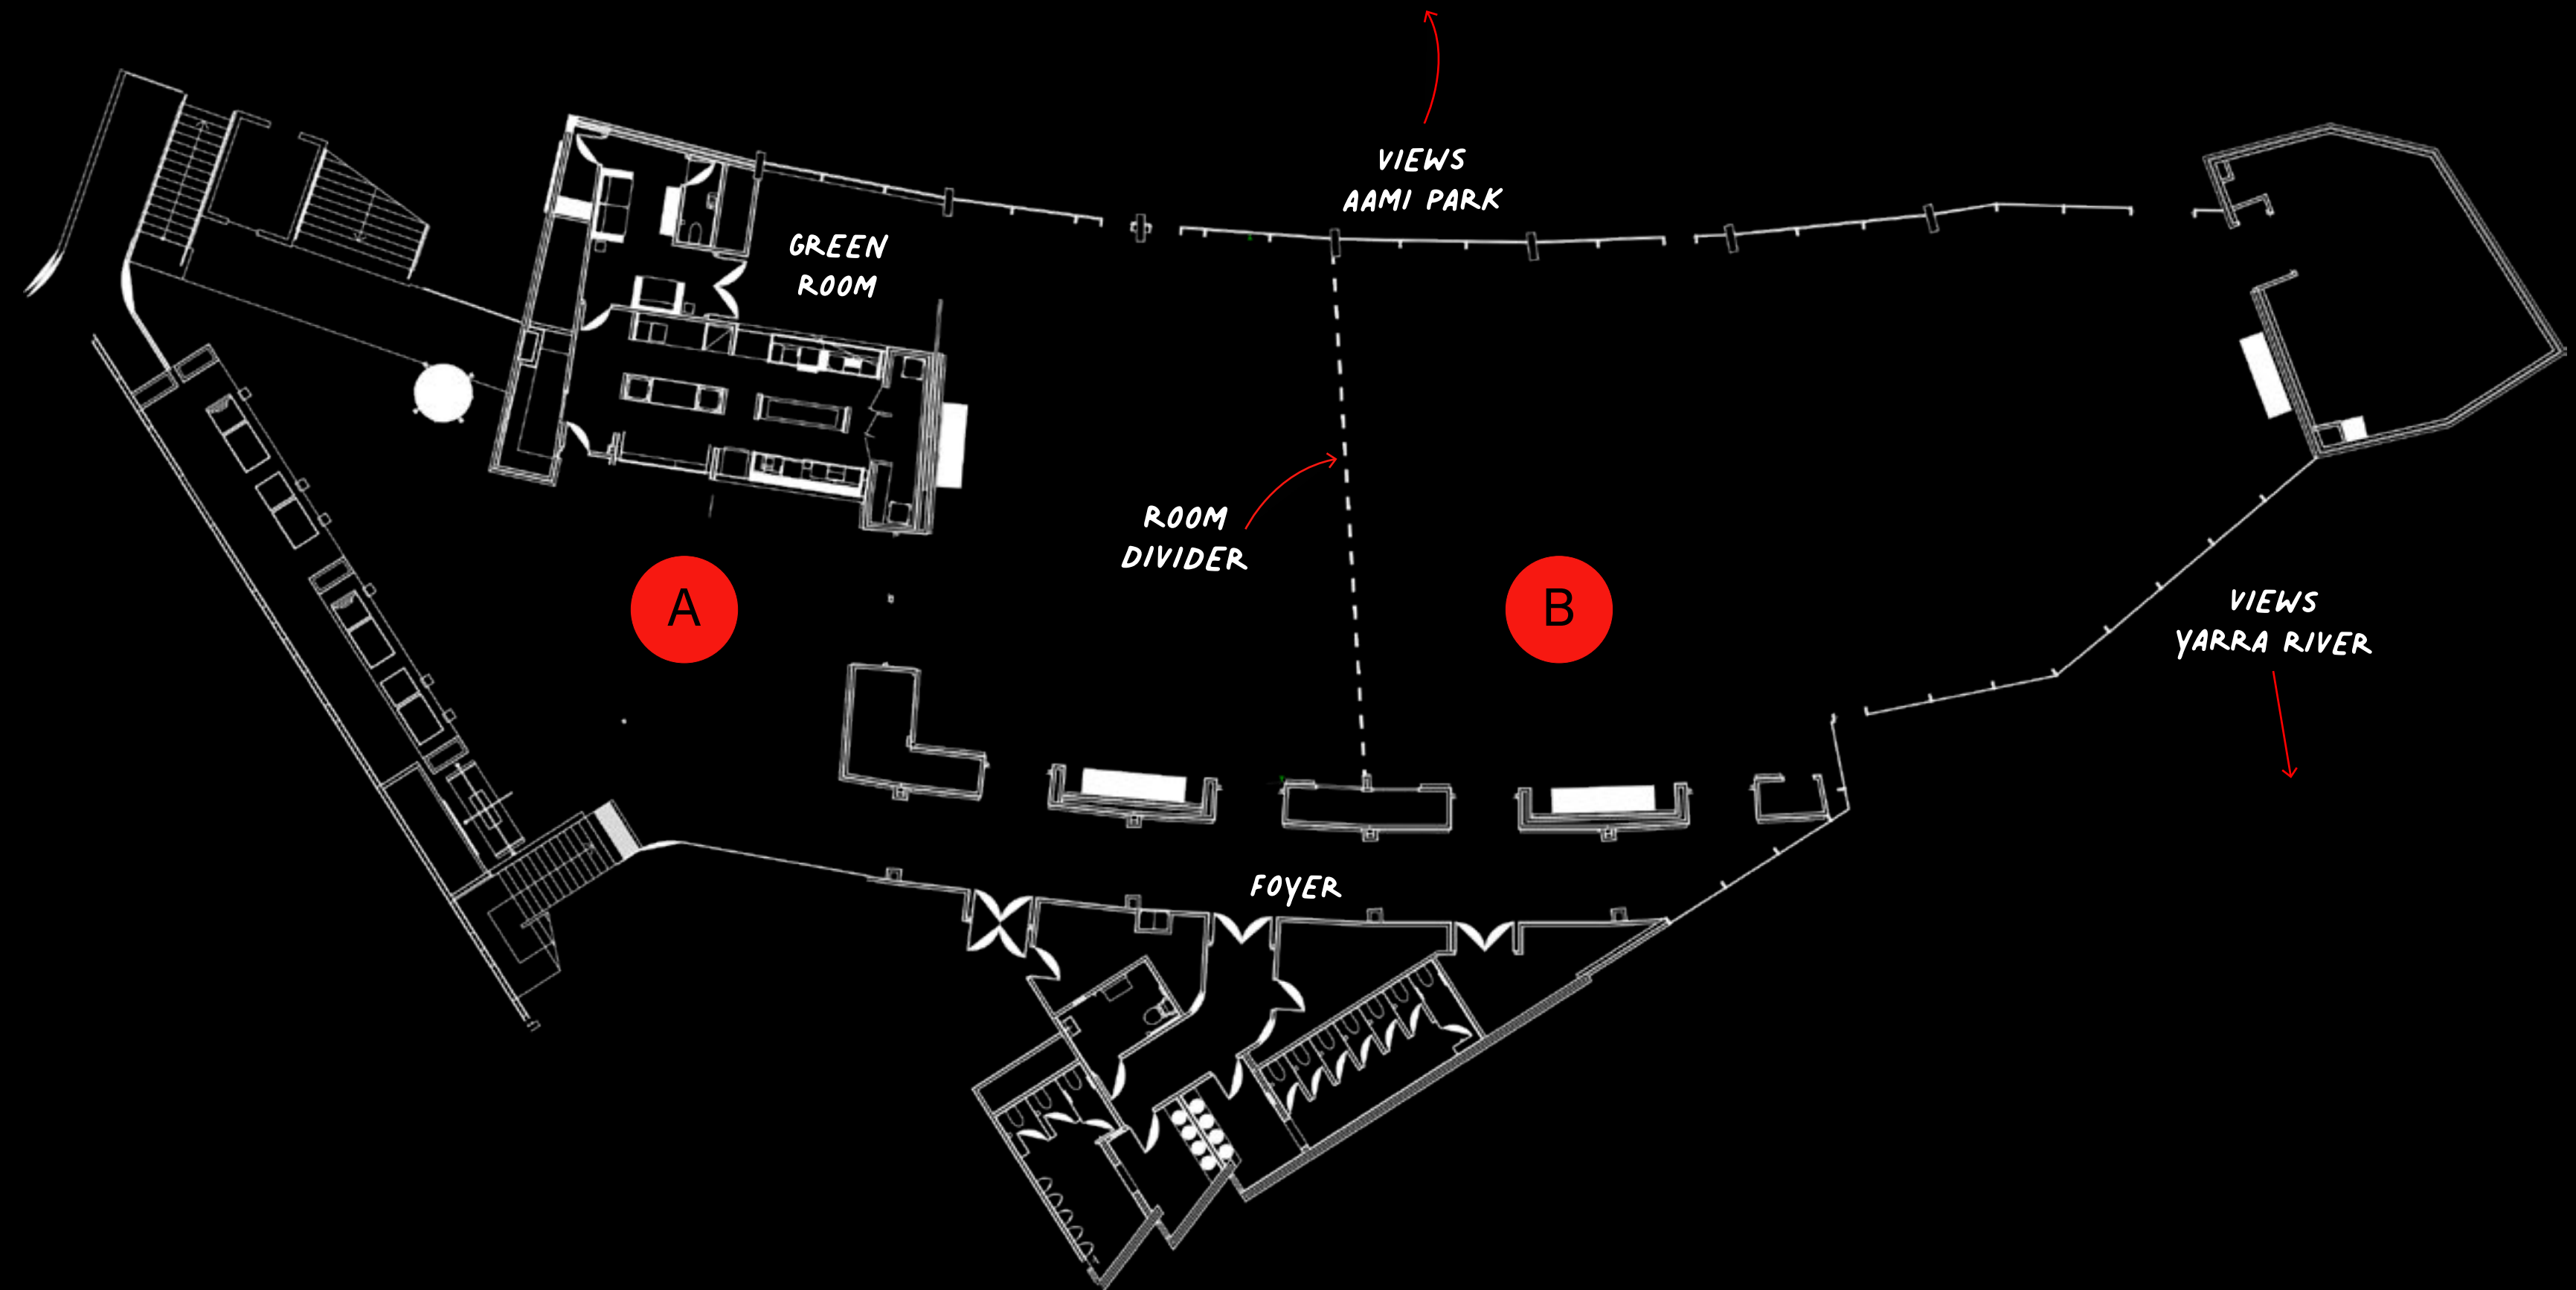 VIEWS
AAMI PARK
GREEN
ROOM
ROOM
DIVIDER
A
B
VIEWS
YARRA RIVER
FOYER